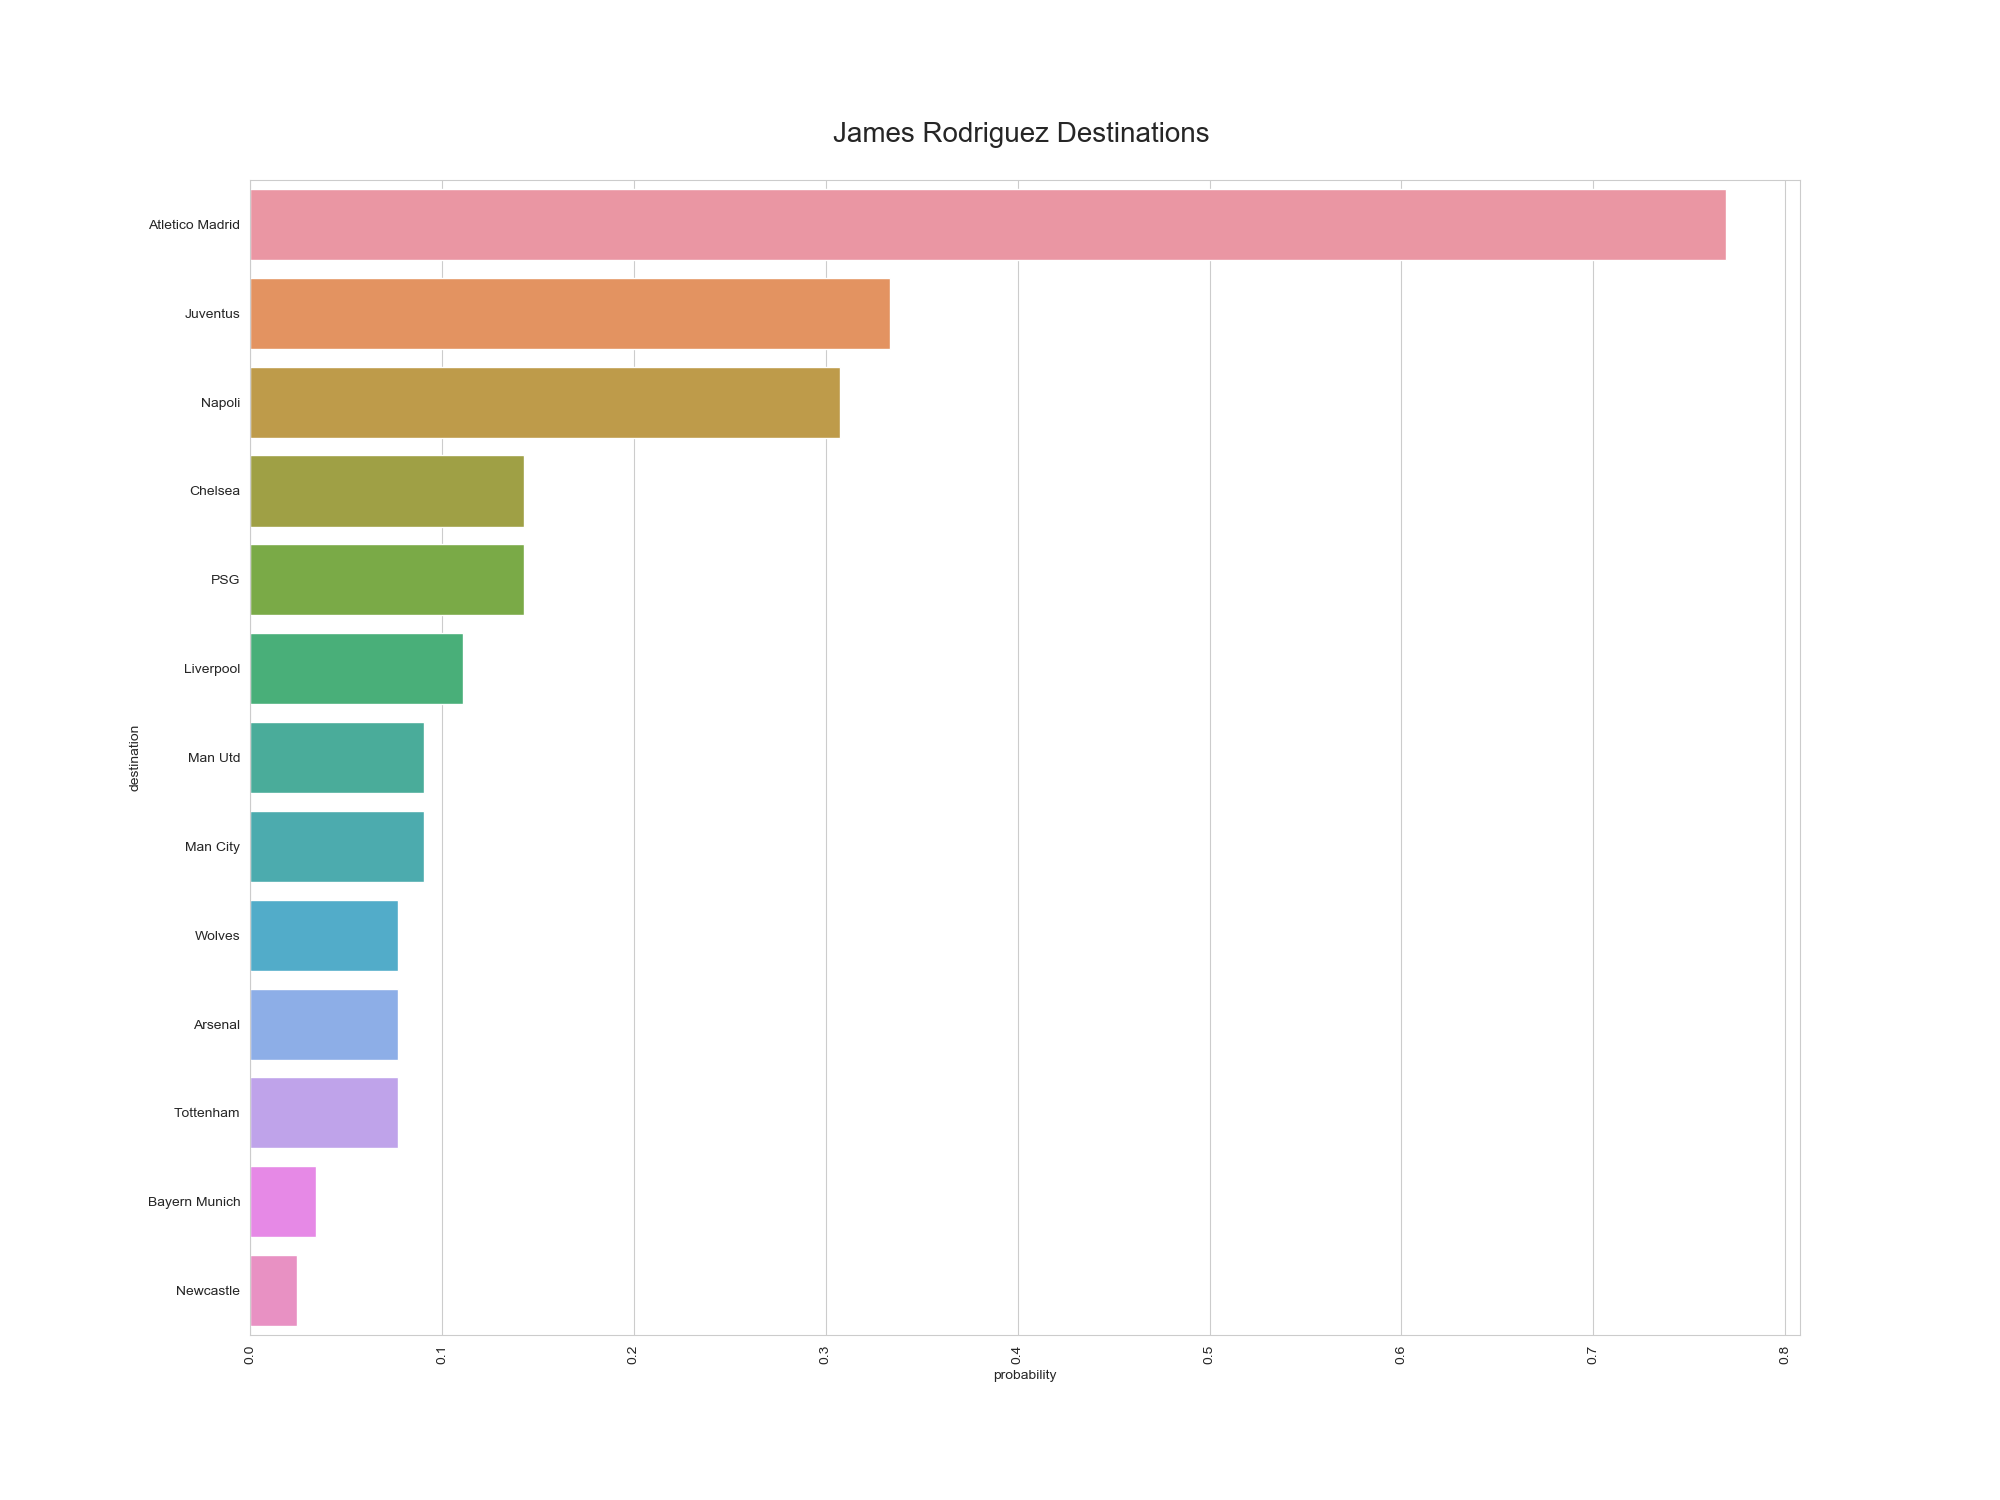 James Rodriguez Destinations
destination
Atletico Madrid
Juventus
Napoli
Chelsea
PSG
Liverpool
Man Utd
Man City
Wolves
Arsenal
Tottenham
Bayern Munich
Newcastle
0.0
0.1
0.2
0.3
0.4
0.5
0.6
0.7
0.8
probability